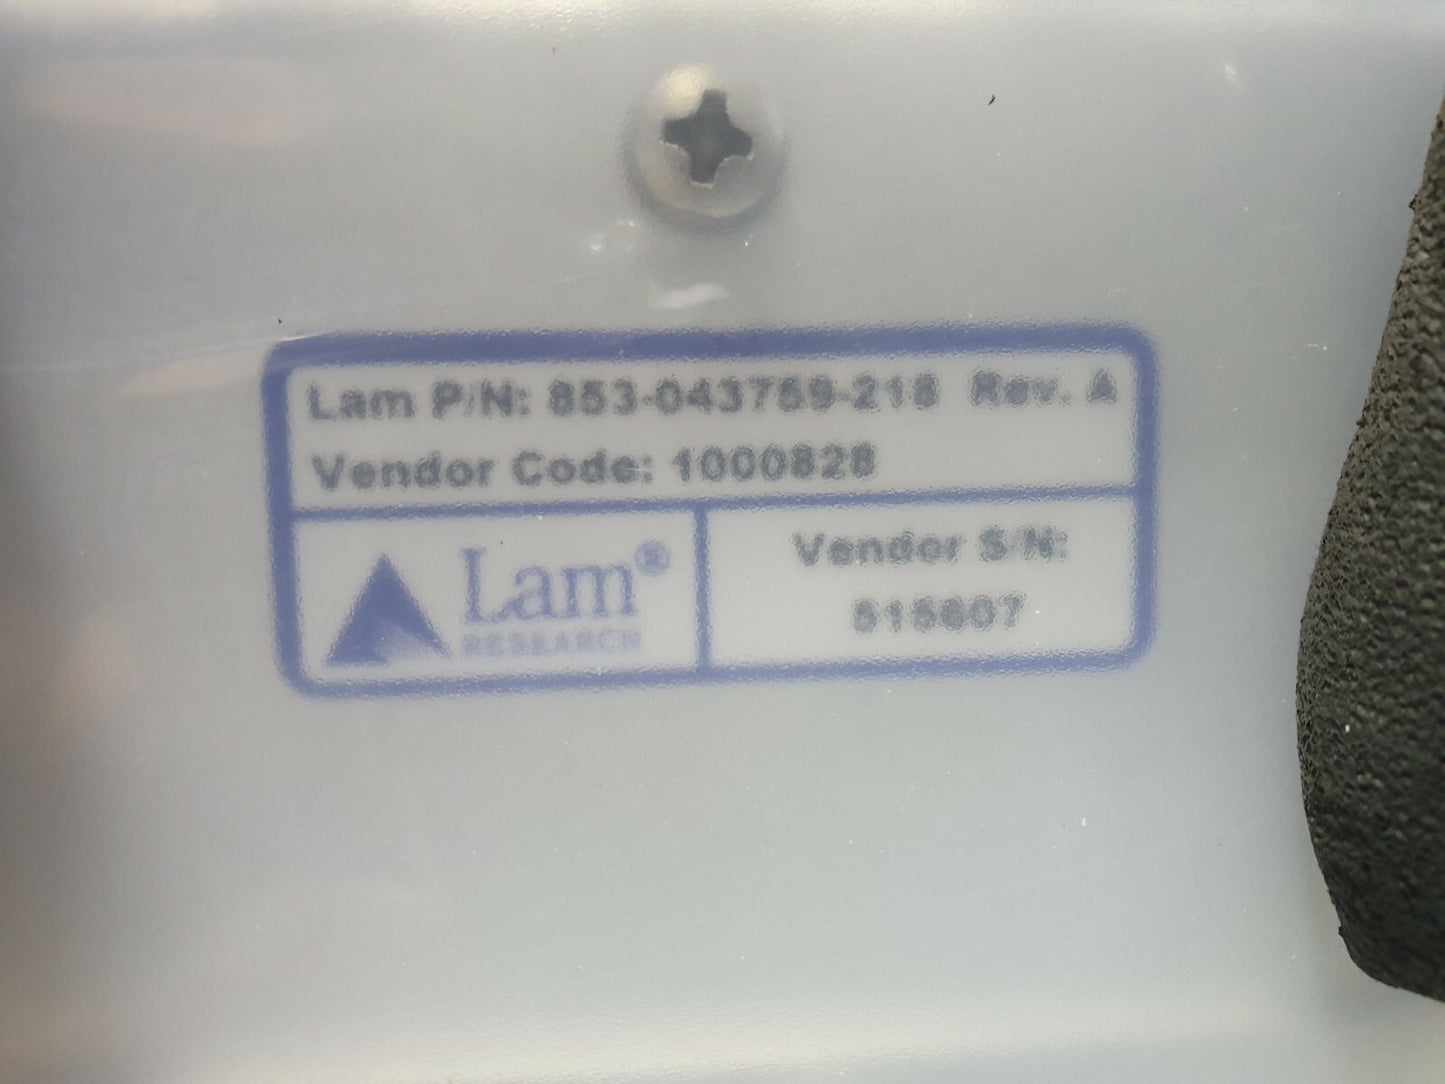 Lam P/N: 853-043759-218 Rev. A
Vendor Code: 1000828
Lam®
RESEARCH
Vendor S/N:
515607